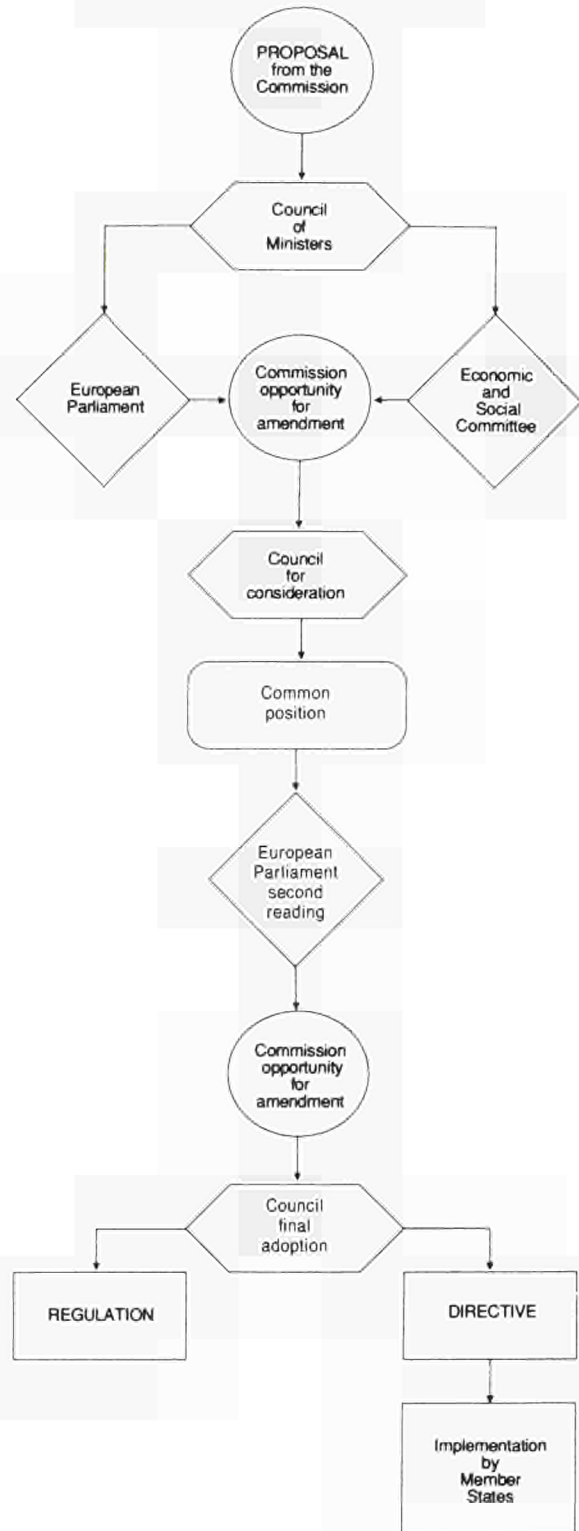 PROPOSAL
from the
Commission
Council
of
Ministers
European
Parliament
Commission
opportunity
for
amendment
Economic
and
Social
Committee
Council
for
consideration
Common
position
European
Parliament
second
reading
Commission
opportunity
for
amendment
Council
final
adoption
REGULATION
DIRECTIVE
Implementation
by
Member
States